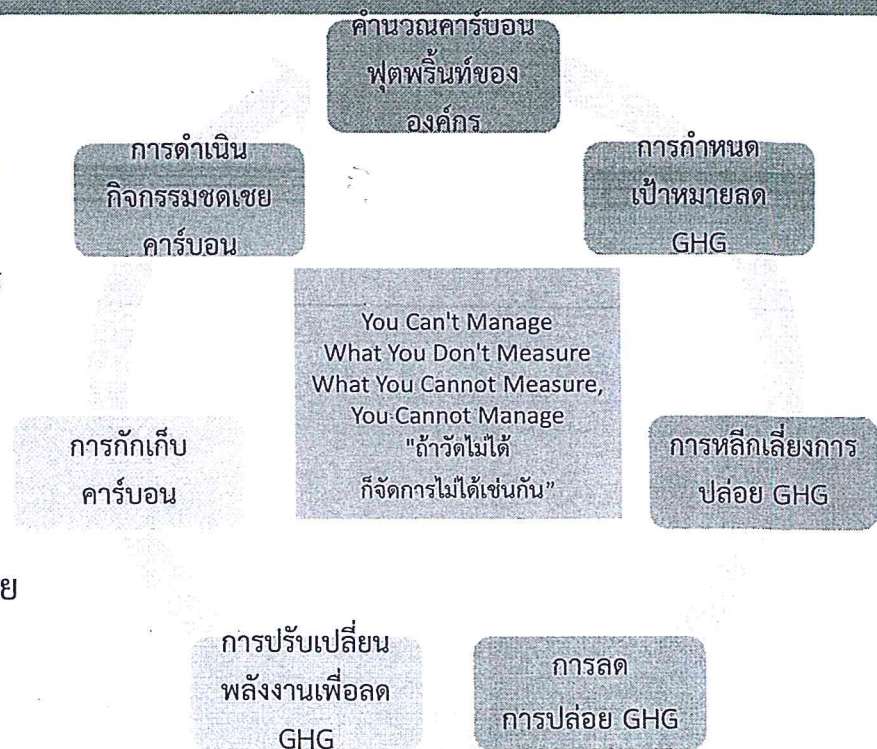 คำนวณคาร์บอน
ฟุตพริ้นท์ของ
องค์กร
การกำหนด
เป้าหมายลด
GHG
การหลีกเลี่ยงการ
ปล่อย GHG
การลด
การปล่อย GHG
การปรับเปลี่ยน
พลังงานเพื่อลด
GHG
การกักเก็บ
คาร์บอน
การดำเนิน
กิจกรรมชดเชย
คาร์บอน
You Can't Manage
What You Don't Measure
What You Cannot Measure,
You Cannot Manage
"ถ้าวัดไม่ได้
ก็จัดการไม่ได้เช่นกัน"